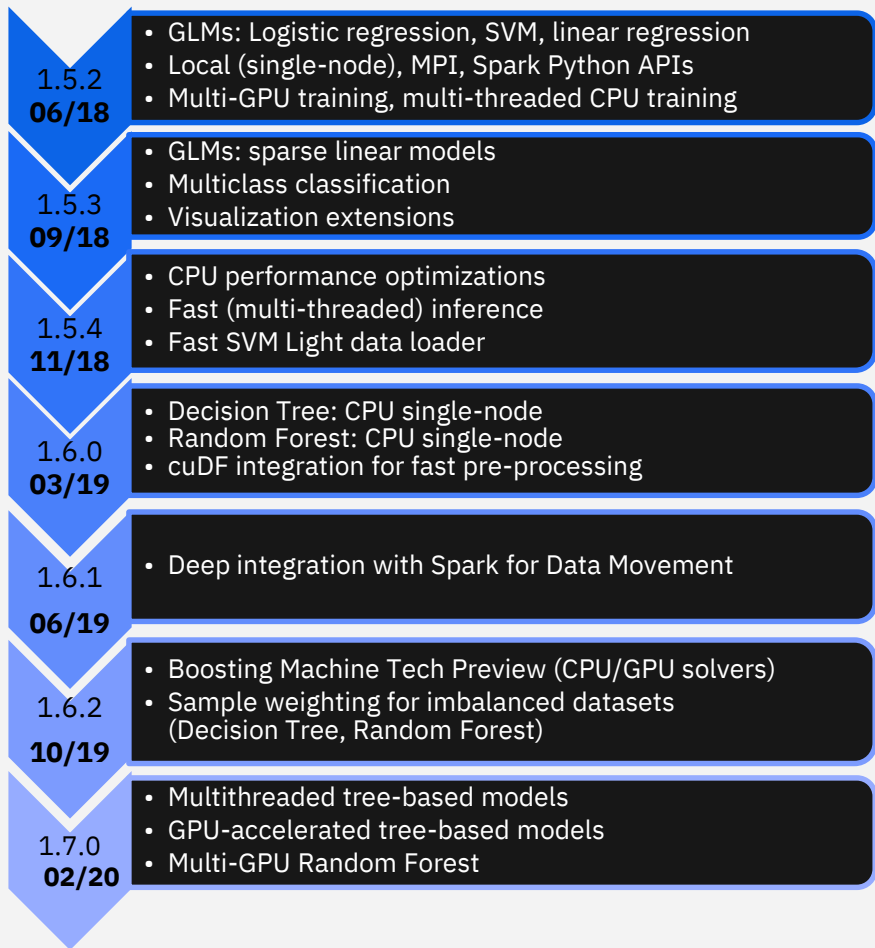 1.5.2
06/18
• GLMs: Logistic regression, SVM, linear regression
• Local (single-node), MPI, Spark Python APIs
• Multi-GPU training, multi-threaded CPU training
1.5.3
09/18
• GLMs: sparse linear models
• Multiclass classification
• Visualization extensions
1.5.4
11/18
• CPU performance optimizations
• Fast (multi-threaded) inference
• Fast SVM Light data loader
1.6.0
03/19
• Decision Tree: CPU single-node
• Random Forest: CPU single-node
• cuDF integration for fast pre-processing
1.6.1
06/19
• Deep integration with Spark for Data Movement
1.6.2
10/19
• Boosting Machine Tech Preview (CPU/GPU solvers)
• Sample weighting for imbalanced datasets
(Decision Tree, Random Forest)
1.7.0
02/20
• Multithreaded tree-based models
• GPU-accelerated tree-based models
• Multi-GPU Random Forest